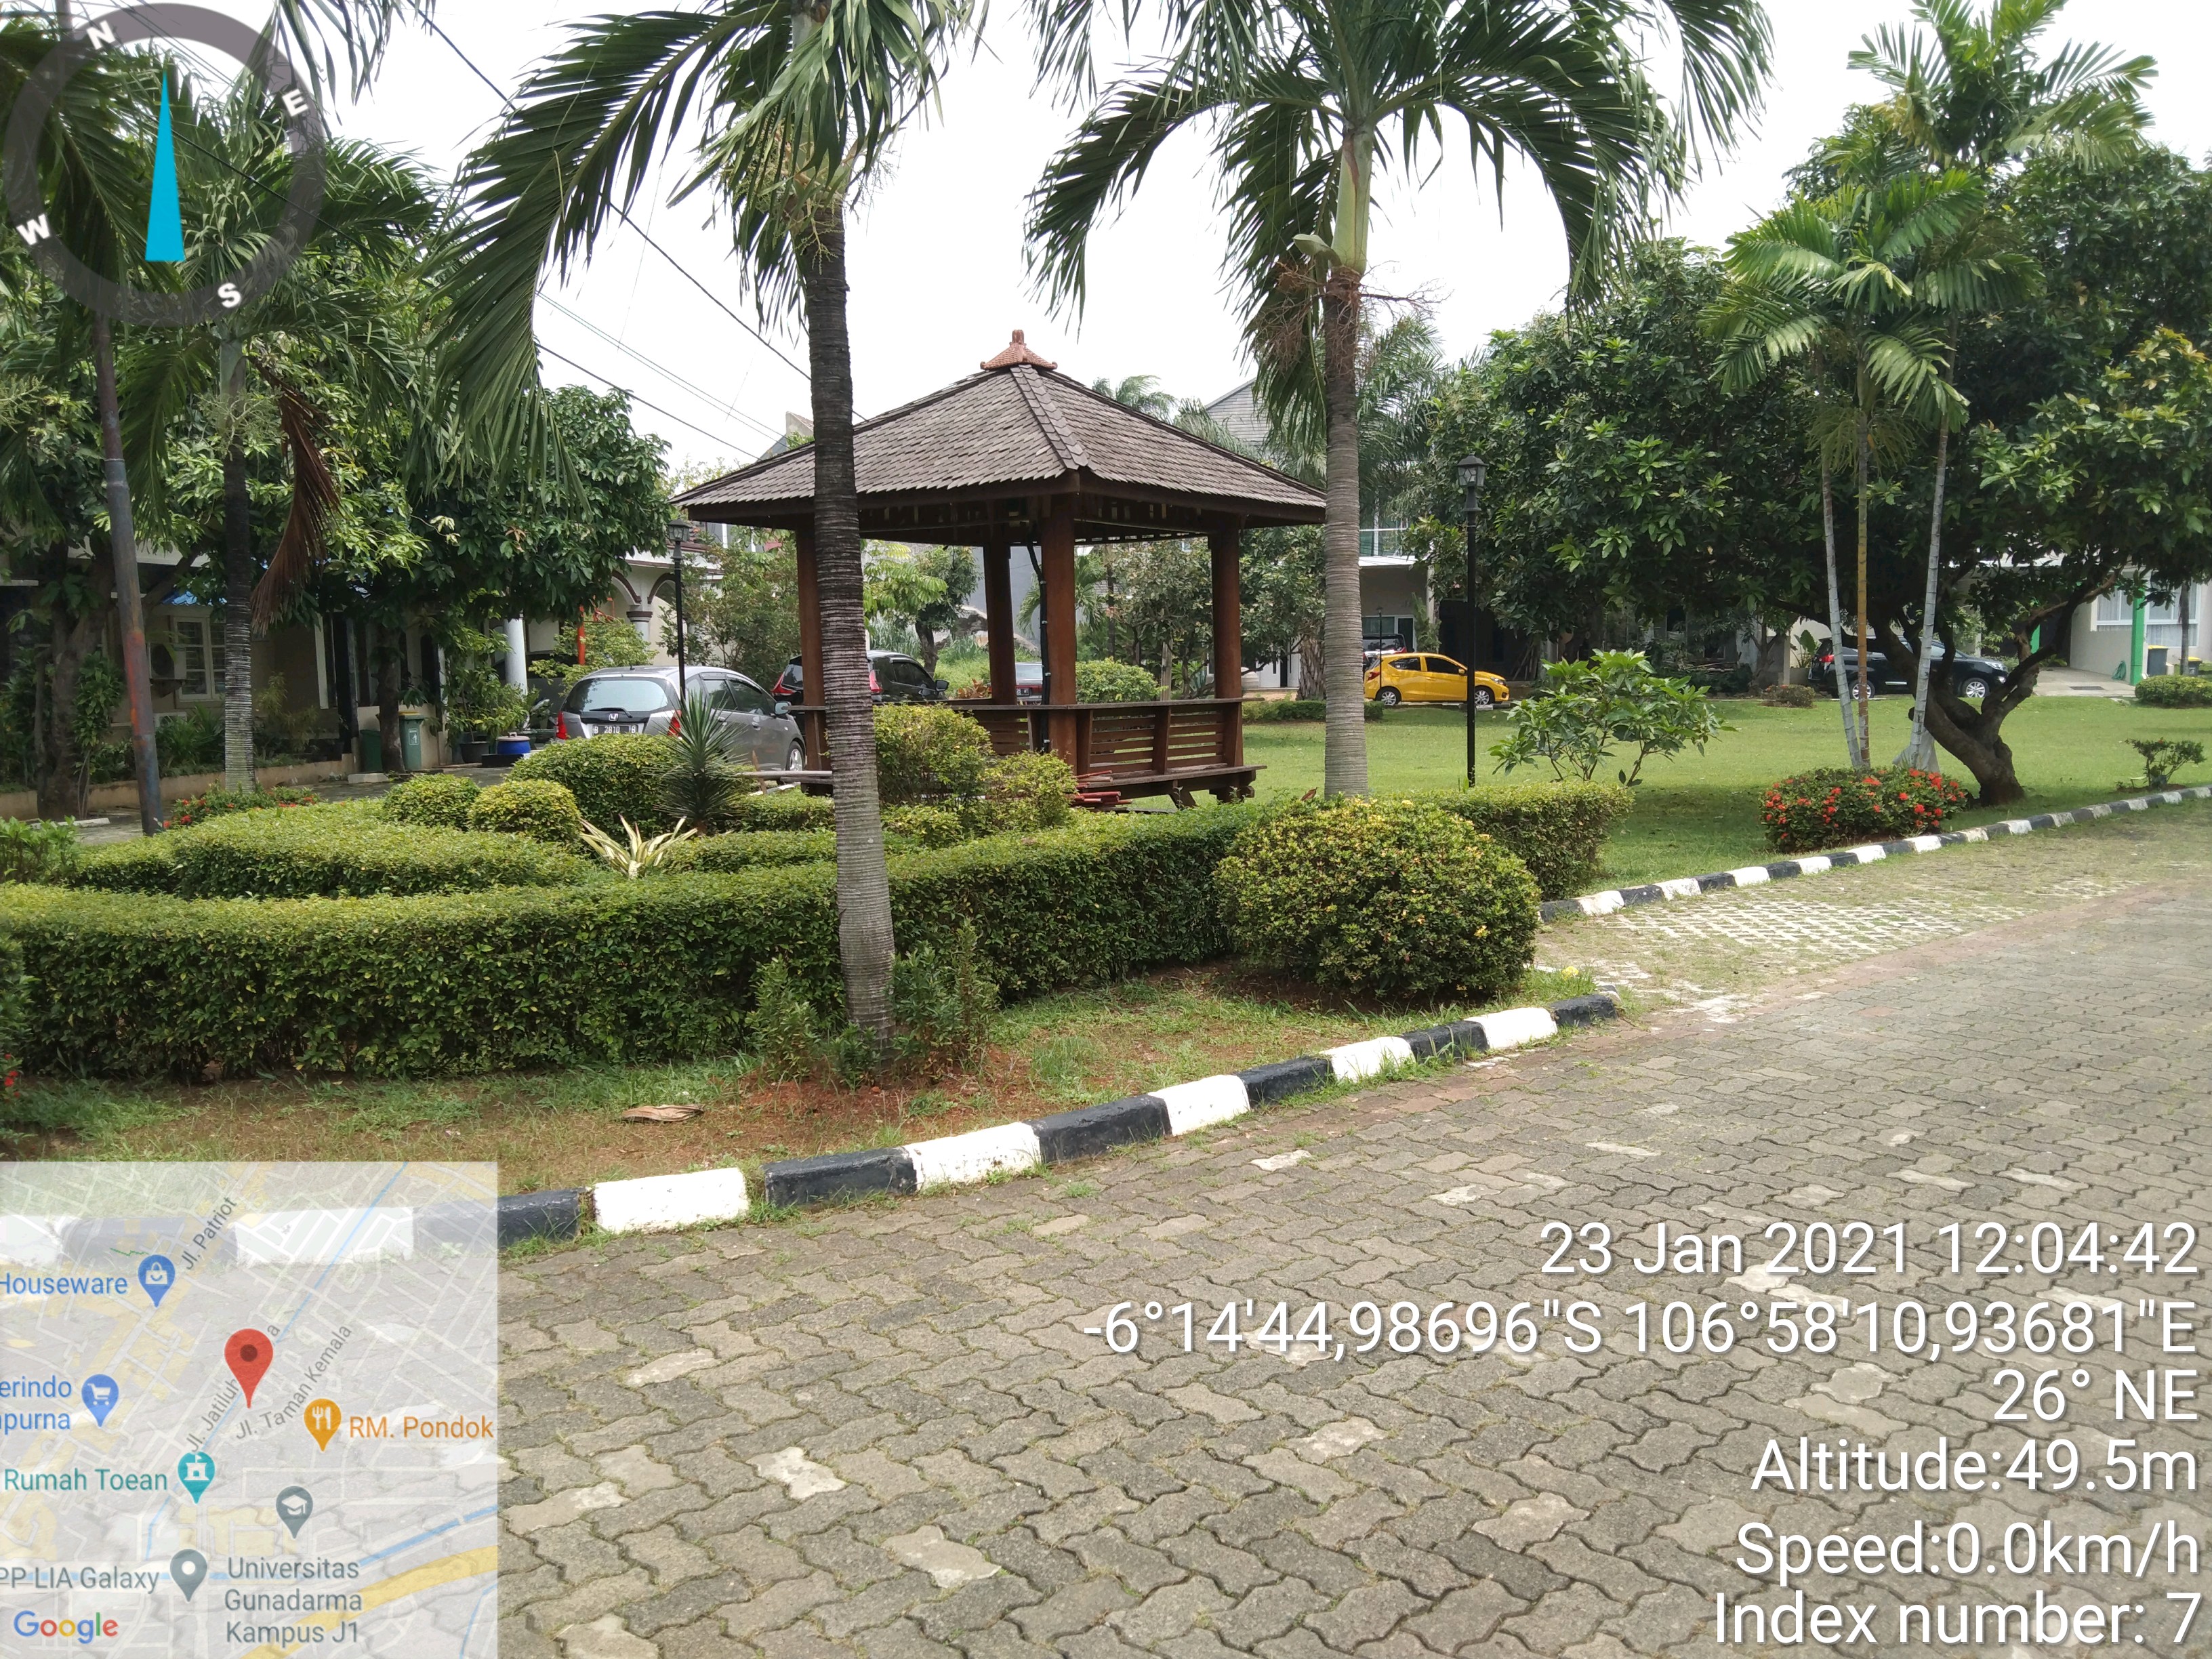 N
E
W
S
Jl. Patriot
Houseware
a
Jl. Jatiluh
Jl. Taman Kemala
erindo
apurna
RM. Pondok
Rumah Toean
PP LIA Galaxy
Universitas
Gunadarma
Kampus J1
Google
23 Jan 2021 12:04:42
-6°14'44,98696"S 106°58'10,93681"E
26° NE
Altitude:49.5m
Speed:0.0km/h
Index number: 7